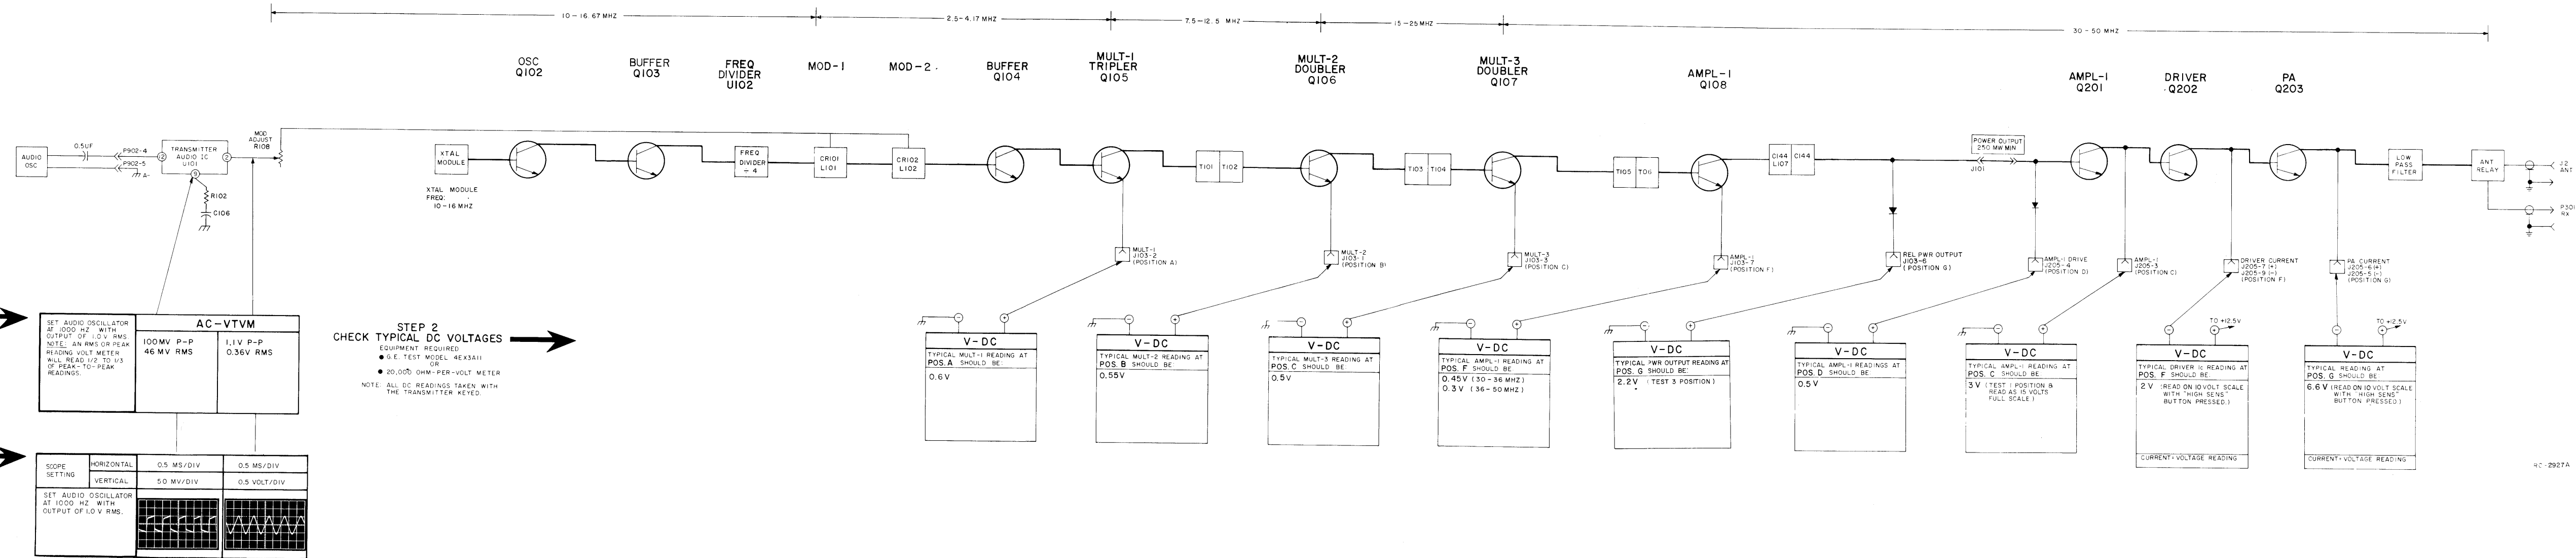 10-16.67 MHZ
2.5-4.17 MHZ
7.5-12.5 MHZ
15-25MHZ
30-50 MHZ
OSC
Q102
BUFFER
Q103
FREQ
DIVIDER
U102
MOD-1
MOD-2
BUFFER
Q104
MULT-1
TRIPLER
Q105
MULT-2
DOUBLER
Q106
MULT-3
DOUBLER
Q107
AMPL-1
Q108
AMPL-1
Q201
DRIVER
Q202
PA
Q203
AUDIO
OSC
0.5UF
P902-4
P902-5
A-
12
TRANSMITTER
AUDIO IC
U101
2
9
R102
C106
MOD
ADJUST
R108
XTAL
MODULE
XTAL MODULE
FREQ:
10-16 MHZ
FREQ
DIVIDER
÷ 4
CR101
L101
CR102
L102
T101
T102
T103
T104
T105
C144
L107
C144
POWER OUTPUT
250 MW MIN
J101
LOW
PASS
FILTER
ANT
RELAY
J2
ANT
P301
RX
MULT-1
J103-2
(POSITION A)
MULT-2
J103-1
(POSITION B)
MULT-3
J103-3
(POSITION C)
AMPL-1
J103-7
(POSITION F)
REL PWR OUTPUT
J103-6
(POSITION G)
AMPL-1 DRIVE
J205-4
(POSITION D)
AMPL-1
J205-3
(POSITION C)
DRIVER CURRENT
J205-7 (+)
J205-9 (-)
(POSITION F)
PA CURRENT
J205-6(+)
J205-5(-)
(POSITION G)
SET AUDIO OSCILLATOR
AT 1000 HZ WITH
OUTPUT OF 1.0 V RMS
NOTE: AN RMS OR PEAK
READING VOLT METER
WILL READ 1/2 TO 1/3
OF PEAK-TO-PEAK
READINGS.
AC-VTVM
100MV P-P
46 MV RMS
1.1V P-P
0.36V RMS
STEP 2
CHECK TYPICAL DC VOLTAGES
EQUIPMENT REQUIRED
● G.E. TEST MODEL 4EX3A11
OR
● 20,000 OHM-PER-VOLT METER
NOTE: ALL DC READINGS TAKEN WITH
THE TRANSMITTER KEYED.
V-DC
TYPICAL MULT-1 READING AT
POS. A SHOULD BE:
0.6V
V-DC
TYPICAL MULT-2 READING AT
POS. B SHOULD BE:
0.55V
V-DC
TYPICAL MULT-3 READING AT
POS. C SHOULD BE:
0.5V
V-DC
TYPICAL AMPL-1 READING AT
POS. F SHOULD BE:
0.45V (30-36 MHZ)
0.3V (36-50 MHZ)
V-DC
TYPICAL PWR OUTPUT READING AT
POS. G SHOULD BE:
2.2V (TEST 3 POSITION)
V-DC
TYPICAL AMPL-1 READINGS AT
POS. D SHOULD BE
0.5V
V-DC
TYPICAL AMPL-1 READING AT
POS. C SHOULD BE:
3V (TEST 1 POSITION &
READ AS 15 VOLTS
FULL SCALE)
TO +12.5V
V-DC
TYPICAL DRIVER Ic READING AT
POS. F SHOULD BE:
2V (READ ON 10 VOLT SCALE
WITH "HIGH SENS"
BUTTON PRESSED.)
CURRENT=VOLTAGE READING
TO +12.5V
V-DC
TYPICAL READING AT
POS. G SHOULD BE:
6.6V (READ ON 10 VOLT SCALE
WITH "HIGH SENS"
BUTTON PRESSED)
CURRENT=VOLTAGE READING
SCOPE
SETTING
HORIZONTAL
0.5 MS/DIV
0.5 MS/DIV
VERTICAL
50 MV/DIV
0.5 VOLT/DIV
SET AUDIO OSCILLATOR
AT 1000 HZ WITH
OUTPUT OF 1.0 V RMS.
RC-2927A